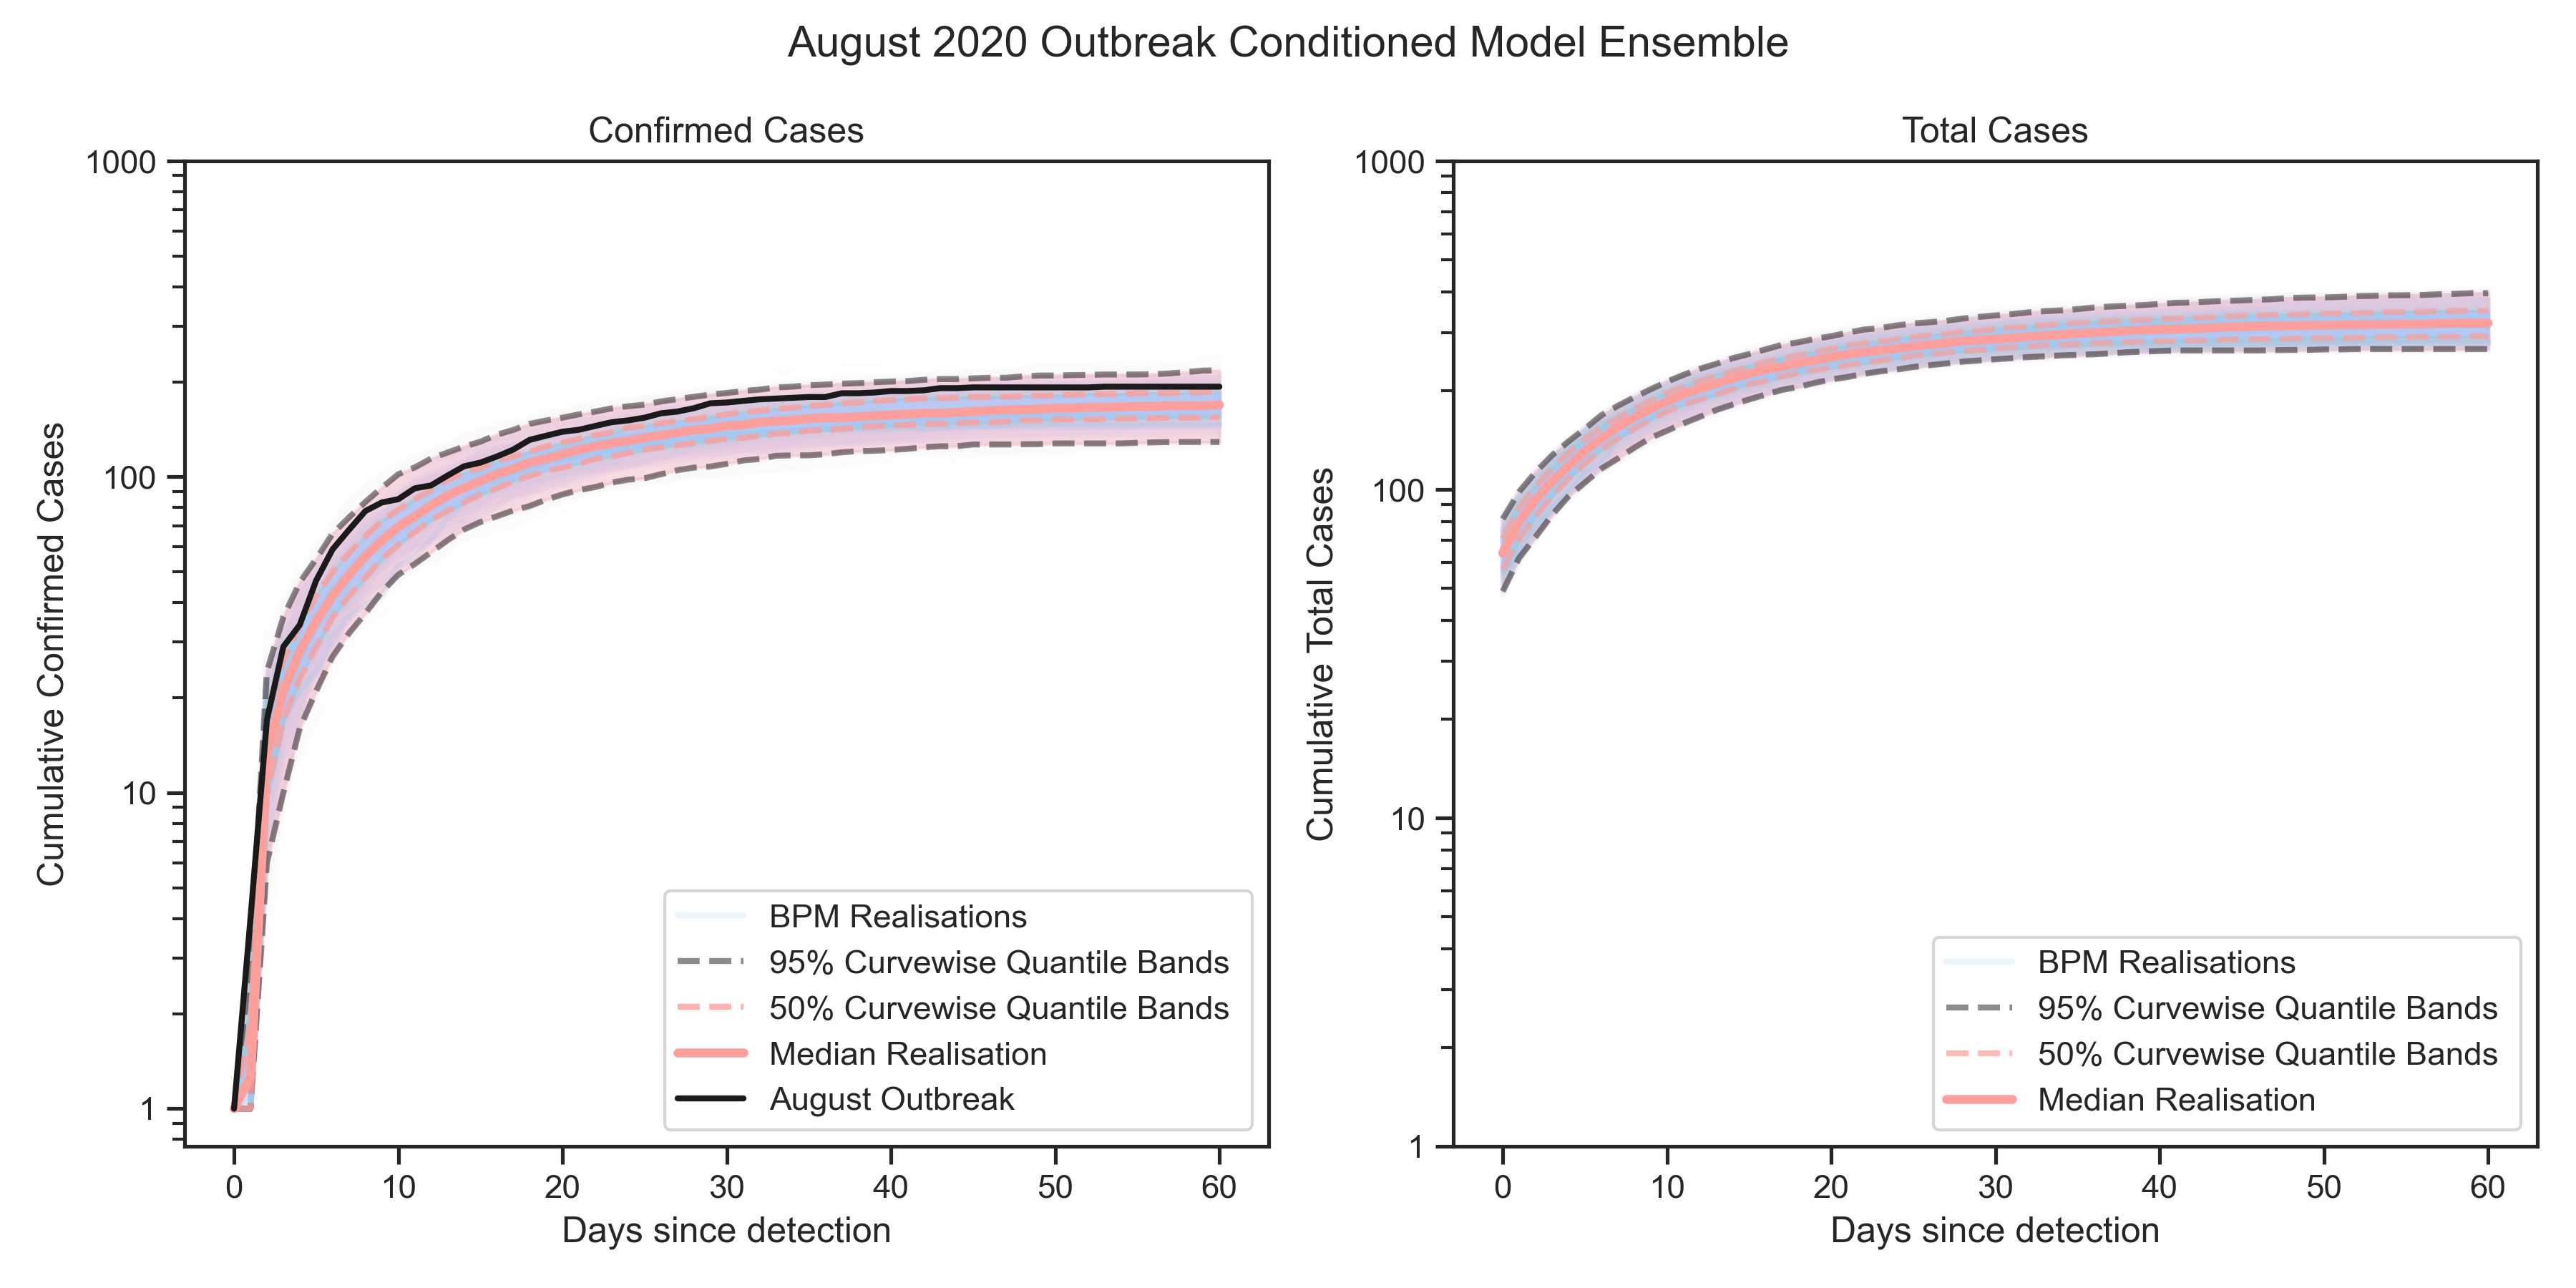 August 2020 Outbreak Conditioned Model Ensemble
Confirmed Cases
1000
100
10
1
Cumulative Confirmed Cases
0 10 20 30 40 50 60
Days since detection
BPM Realisations
95% Curvewise Quantile Bands
50% Curvewise Quantile Bands
Median Realisation
August Outbreak
Total Cases
1000
100
10
1
Cumulative Total Cases
0 10 20 30 40 50 60
Days since detection
BPM Realisations
95% Curvewise Quantile Bands
50% Curvewise Quantile Bands
Median Realisation